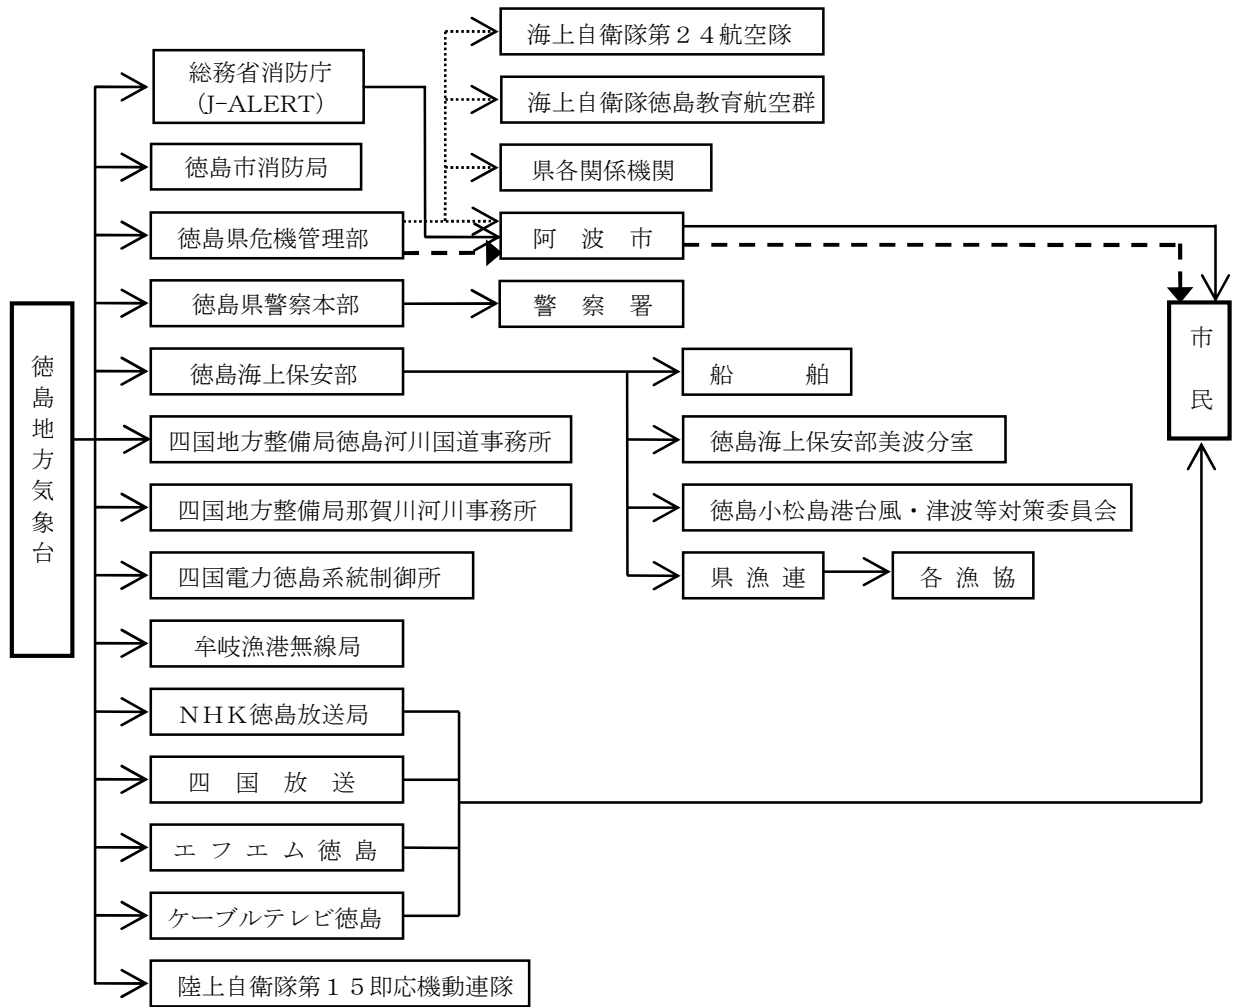 海上自衛隊第２４航空隊
総務省消防庁
(J-ALERT)
海上自衛隊徳島教育航空群
徳島市消防局
県各関係機関
徳島県危機管理部
阿　波　市
徳島県警察本部
警　察　署
徳島地方気象台
市民
徳島海上保安部
船　　　舶
四国地方整備局徳島河川国道事務所
徳島海上保安部美波分室
四国地方整備局那賀川河川事務所
徳島小松島港台風・津波等対策委員会
四国電力徳島系統制御所
県 漁 連
各 漁 協
牟岐漁港無線局
ＮＨＫ徳島放送局
四　国　放　送
エ フ エ ム 徳 島
ケーブルテレビ徳島
陸上自衛隊第１５即応機動連隊